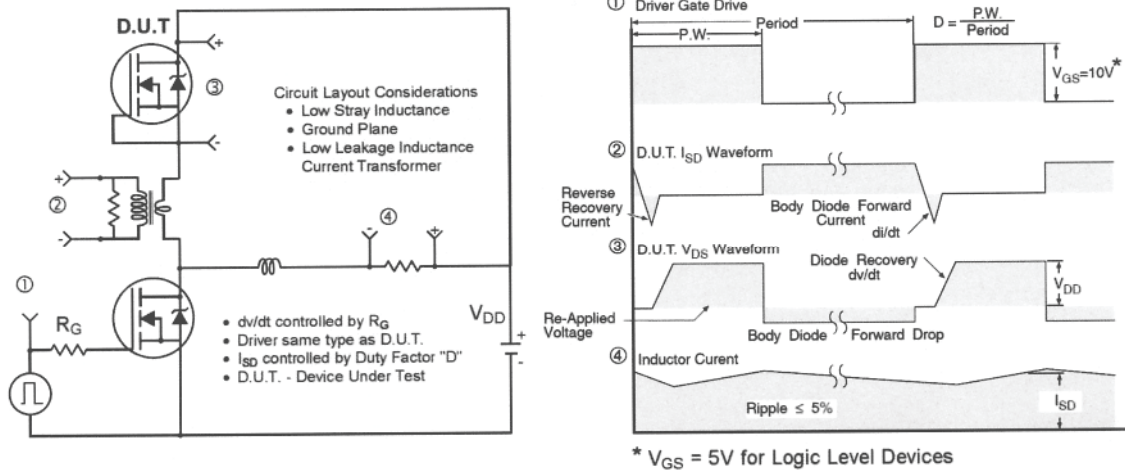 D.U.T
+
③
-
Circuit Layout Considerations
• Low Stray Inductance
• Ground Plane
• Low Leakage Inductance
Current Transformer
+
②
-
④
-
+
①
R_G
V_DD
+
-
• dv/dt controlled by R_G
• Driver same type as D.U.T.
• I_SD controlled by Duty Factor "D"
• D.U.T. - Device Under Test
① Driver Gate Drive
P.W.
Period
D = P.W. / Period
V_GS=10V*
② D.U.T. I_SD Waveform
Reverse
Recovery
Current
Body Diode Forward
Current
di/dt
③ D.U.T. V_DS Waveform
Diode Recovery
dv/dt
V_DD
Re-Applied
Voltage
Body Diode Forward Drop
④ Inductor Curent
Ripple ≤ 5%
I_SD
* V_GS = 5V for Logic Level Devices